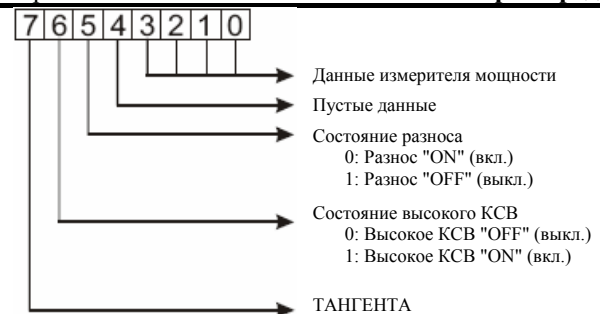 7 6 5 4 3 2 1 0
Данные измерителя мощности
Пустые данные
Состояние разноса
0: Разнос "ON" (вкл.)
1: Разнос "OFF" (выкл.)
Состояние высокого КСВ
0: Высокое КСВ "OFF" (выкл.)
1: Высокое КСВ "ON" (вкл.)
ТАНГЕНТА